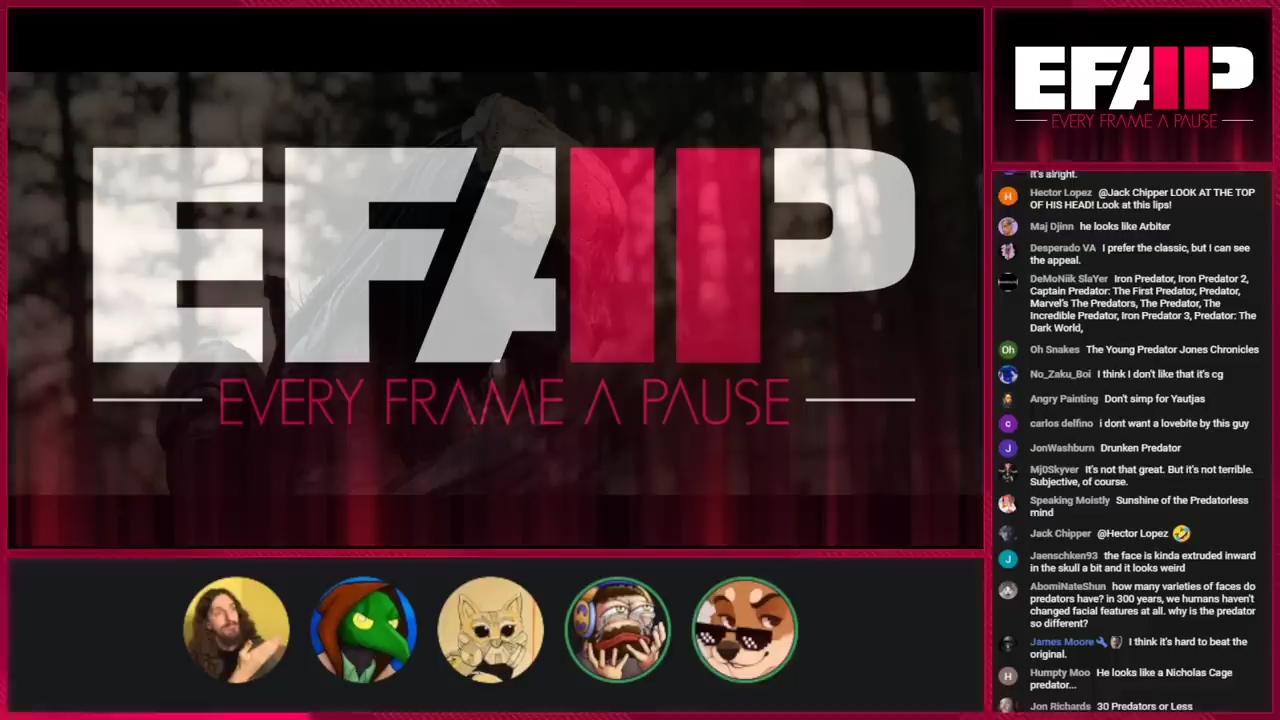 EFAP
EVERY FRAME A PAUSE
EFAP
EVERY FRAME A PAUSE
It's alright.
Hector Lopez @Jack Chipper LOOK AT THE TOP
OF HIS HEAD! Look at this lips!
Maj Djinn he looks like Arbiter
Desperado VA I prefer the classic, but I can see
the appeal.
DeMoNiik SlaYer Iron Predator, Iron Predator 2,
Captain Predator: The First Predator, Predator,
Marvel's The Predators, The Predator, The
Incredible Predator, Iron Predator 3, Predator: The
Dark World,
Oh Oh Snakes The Young Predator Jones Chronicles
No_Zaku_Boi I think I don't like that it's cg
Angry Painting Don't simp for Yautjas
c carlos delfino i dont want a lovebite by this guy
J JonWashburn Drunken Predator
Mj0Skyver It's not that great. But it's not terrible.
Subjective, of course.
Speaking Moistly Sunshine of the Predatorless
mind
Jack Chipper @Hector Lopez 🤣
J Jaenschken93 the face is kinda extruded inward
in the skull a bit and it looks weird
AbomiNateShun how many varieties of faces do
predators have? in 300 years, we humans haven't
changed facial features at all. why is the predator
so different?
James Moore I think it's hard to beat the
original.
H Humpty Moo He looks like a Nicholas Cage
predator...
Jon Richards 30 Predators or Less